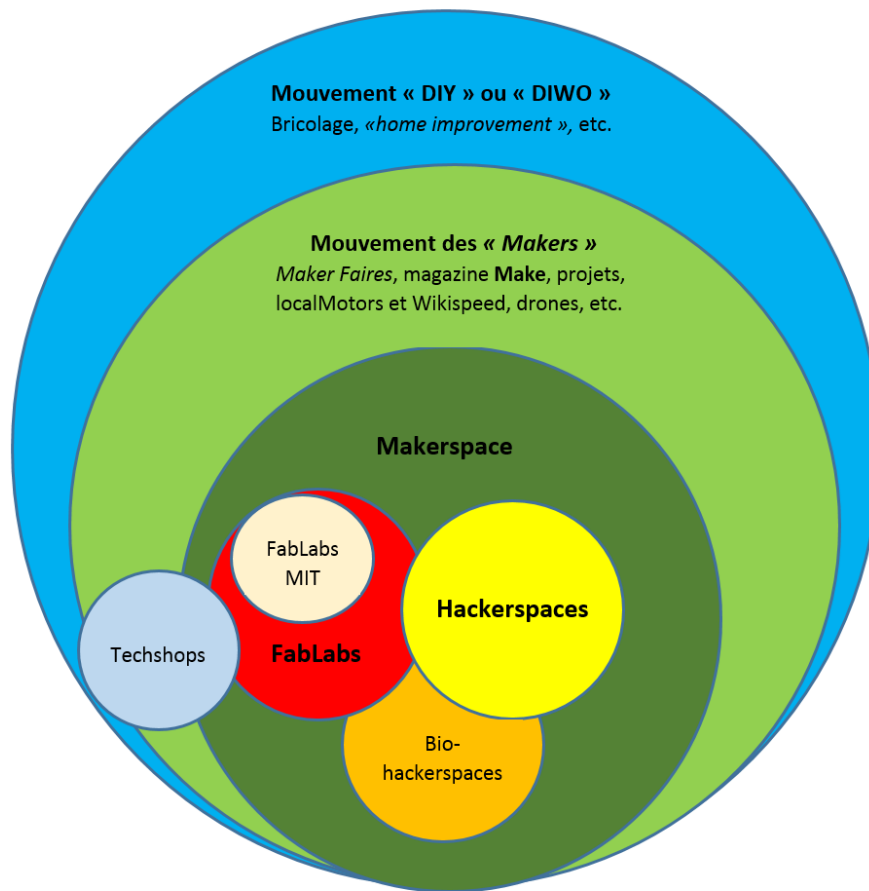 Mouvement « DIY » ou « DIWO »
Bricolage, «home improvement », etc.
Mouvement des « Makers »
Maker Faires, magazine Make, projets,
localMotors et Wikispeed, drones, etc.
Makerspace
FabLabs
MIT
Hackerspaces
Techshops
FabLabs
Bio-
hackerspaces